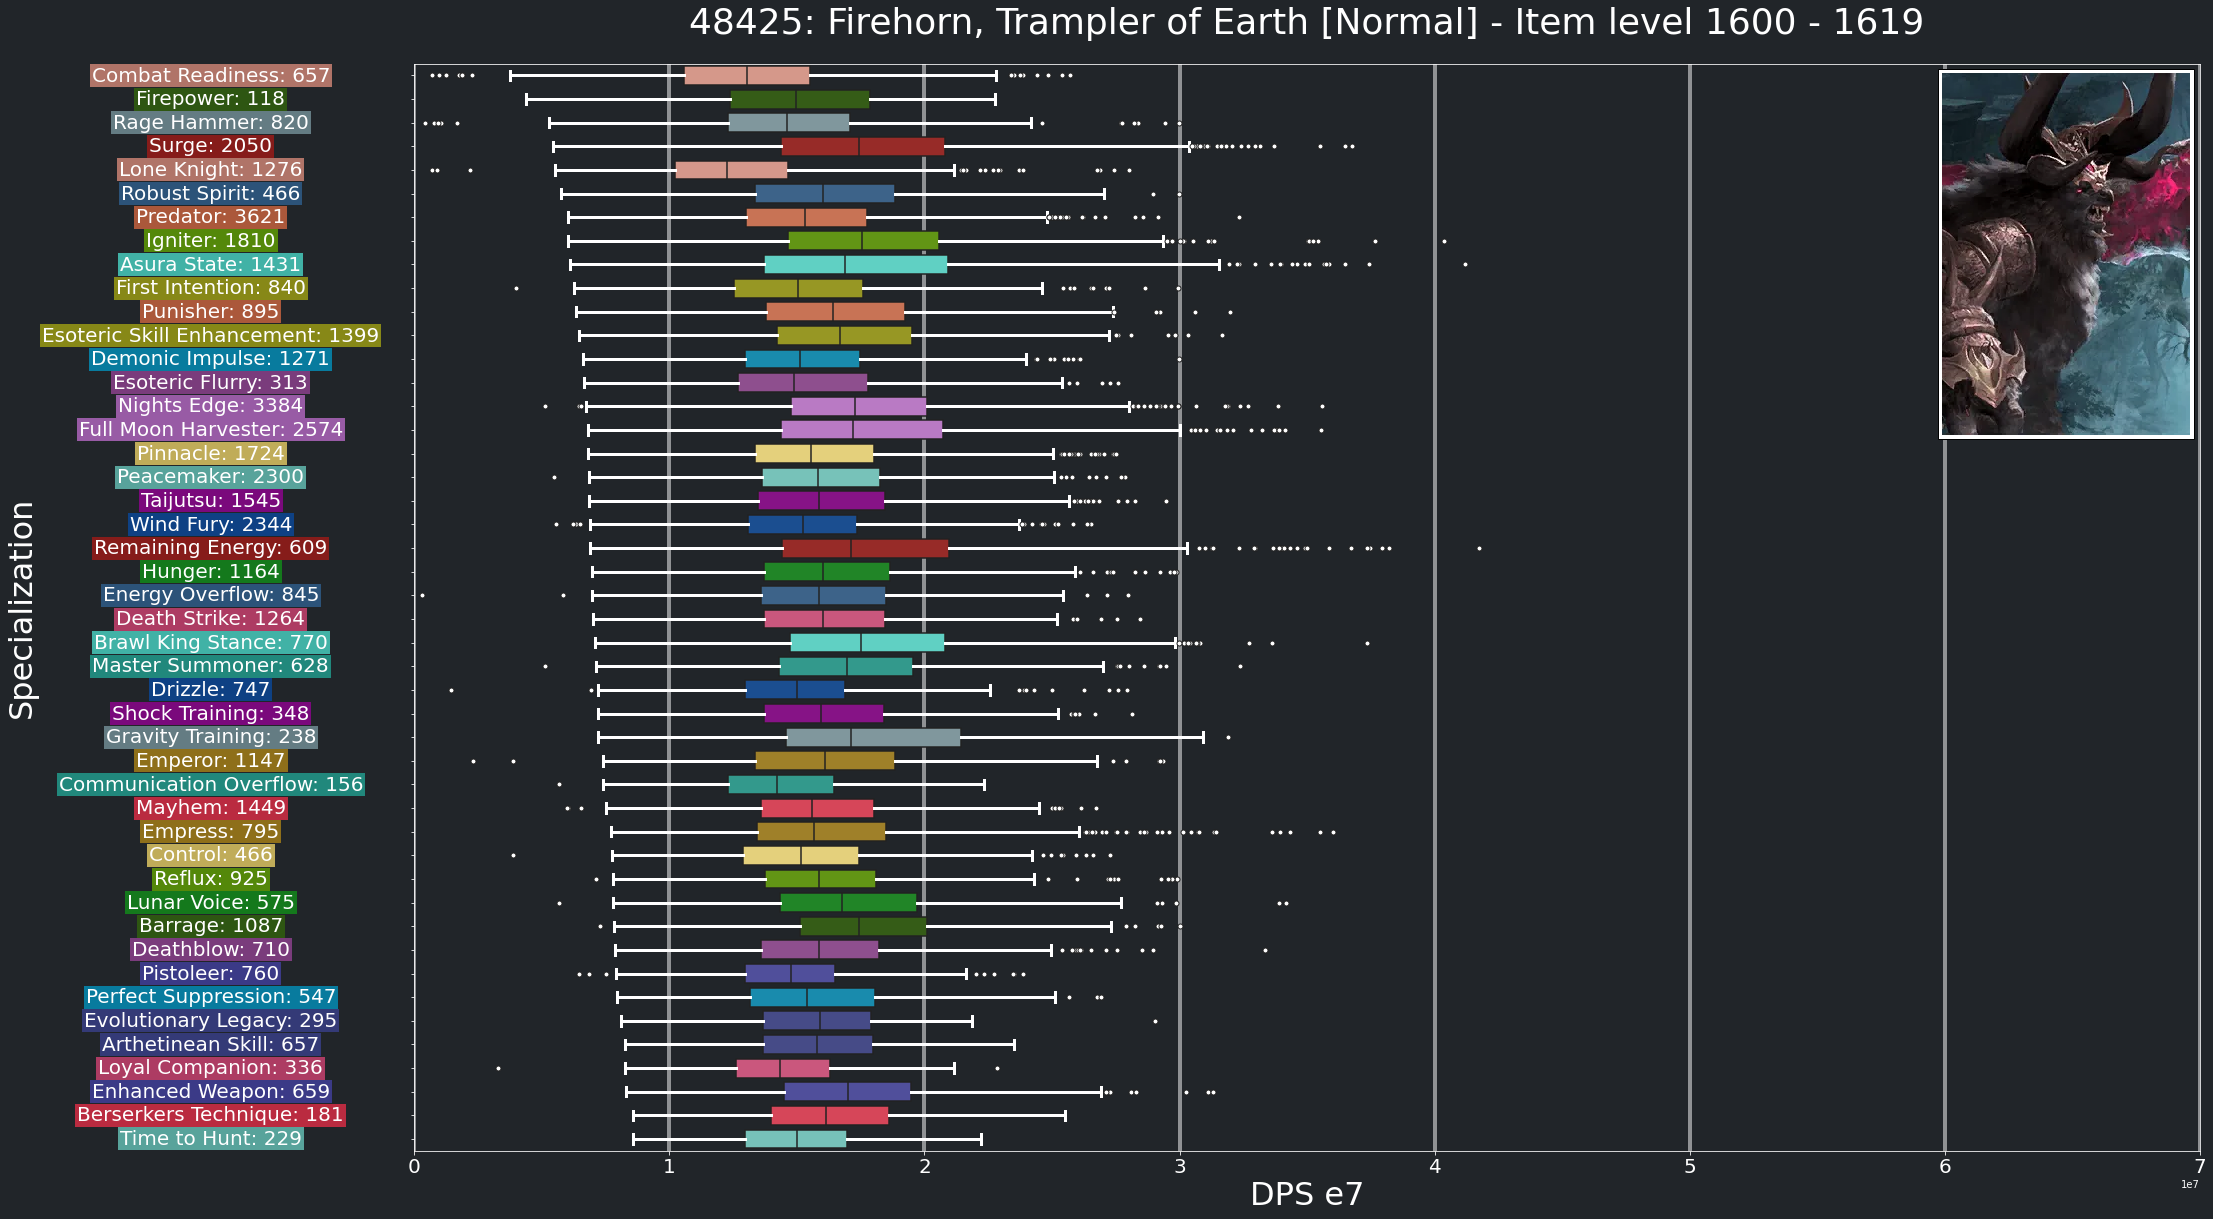 48425: Firehorn, Trampler of Earth [Normal] - Item level 1600 - 1619
Specialization
Combat Readiness: 657
Firepower: 118
Rage Hammer: 820
Surge: 2050
Lone Knight: 1276
Robust Spirit: 466
Predator: 3621
Igniter: 1810
Asura State: 1431
First Intention: 840
Punisher: 895
Esoteric Skill Enhancement: 1399
Demonic Impulse: 1271
Esoteric Flurry: 313
Nights Edge: 3384
Full Moon Harvester: 2574
Pinnacle: 1724
Peacemaker: 2300
Taijutsu: 1545
Wind Fury: 2344
Remaining Energy: 609
Hunger: 1164
Energy Overflow: 845
Death Strike: 1264
Brawl King Stance: 770
Master Summoner: 628
Drizzle: 747
Shock Training: 348
Gravity Training: 238
Emperor: 1147
Communication Overflow: 156
Mayhem: 1449
Empress: 795
Control: 466
Reflux: 925
Lunar Voice: 575
Barrage: 1087
Deathblow: 710
Pistoleer: 760
Perfect Suppression: 547
Evolutionary Legacy: 295
Arthetinean Skill: 657
Loyal Companion: 336
Enhanced Weapon: 659
Berserkers Technique: 181
Time to Hunt: 229
0 1 2 3 4 5 6 7
1e7
DPS e7